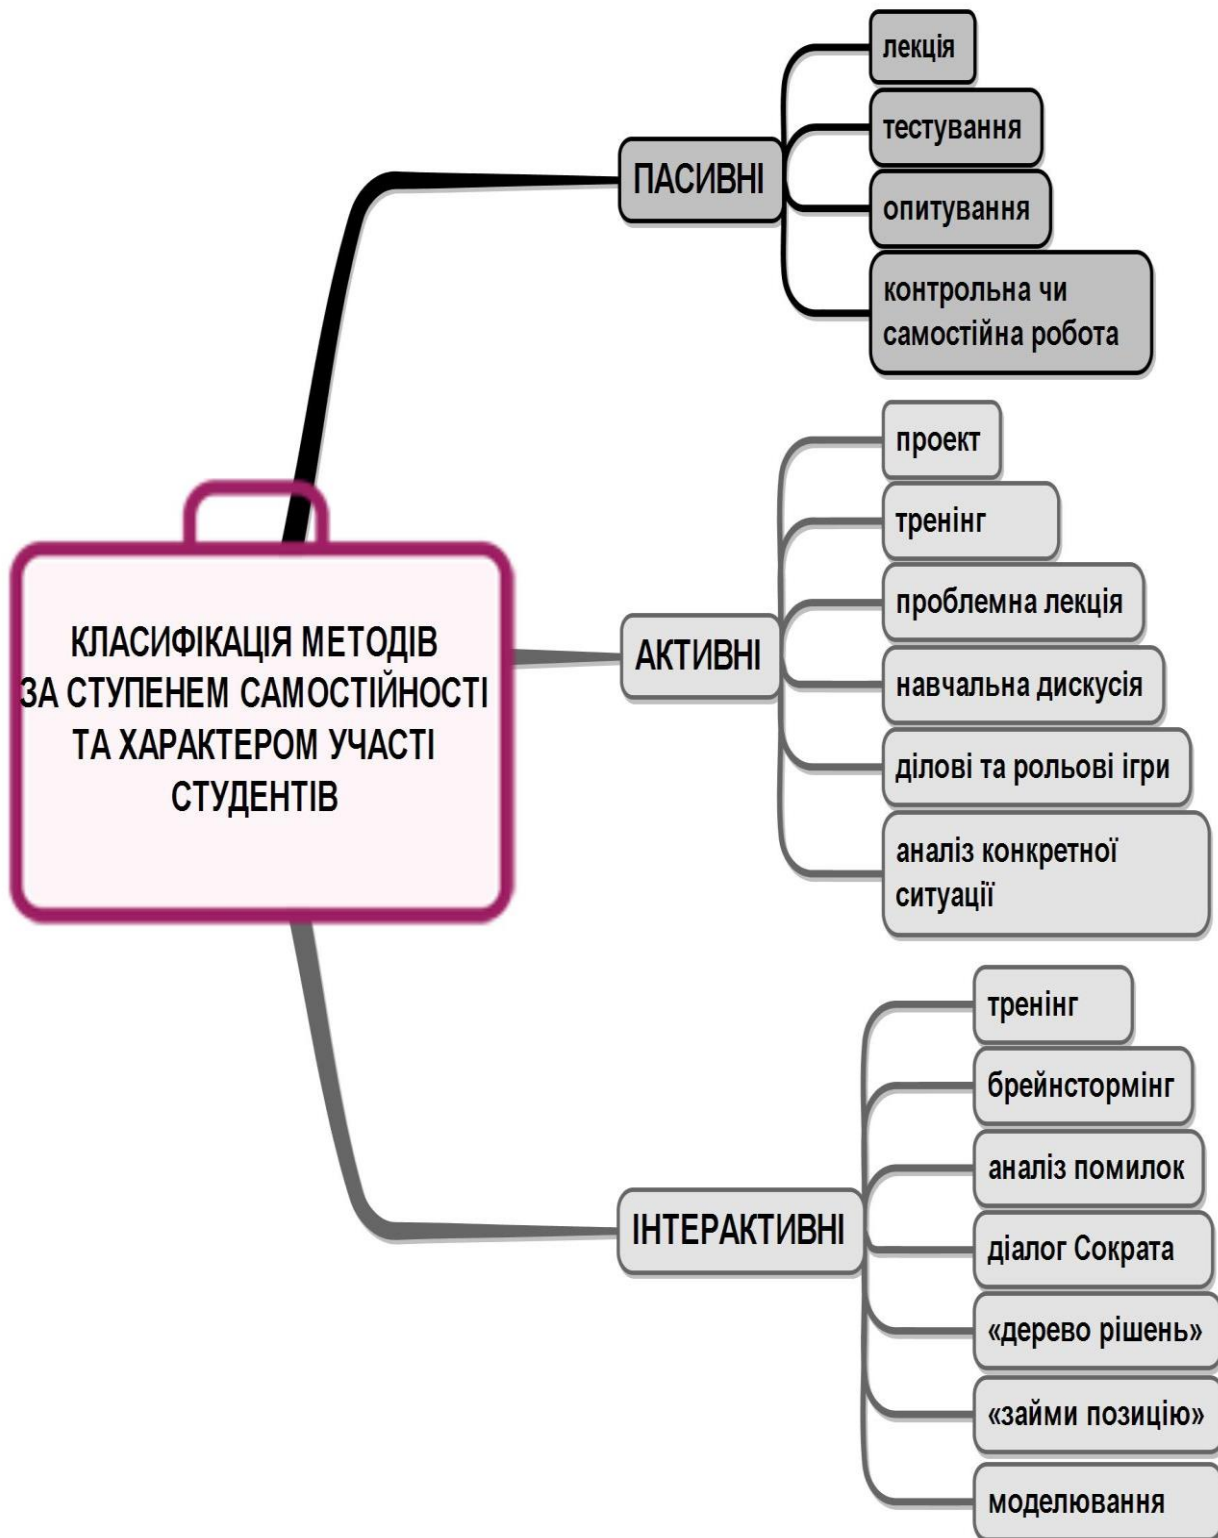 КЛАСИФІКАЦІЯ МЕТОДІВ
ЗА СТУПЕНЕМ САМОСТІЙНОСТІ
ТА ХАРАКТЕРОМ УЧАСТІ
СТУДЕНТІВ
ПАСИВНІ
лекція
тестування
опитування
контрольна чи
самостійна робота
АКТИВНІ
проект
тренінг
проблемна лекція
навчальна дискусія
ділові та рольові ігри
аналіз конкретної
ситуації
ІНТЕРАКТИВНІ
тренінг
брейнстормінг
аналіз помилок
діалог Сократа
«дерево рішень»
«займи позицію»
моделювання